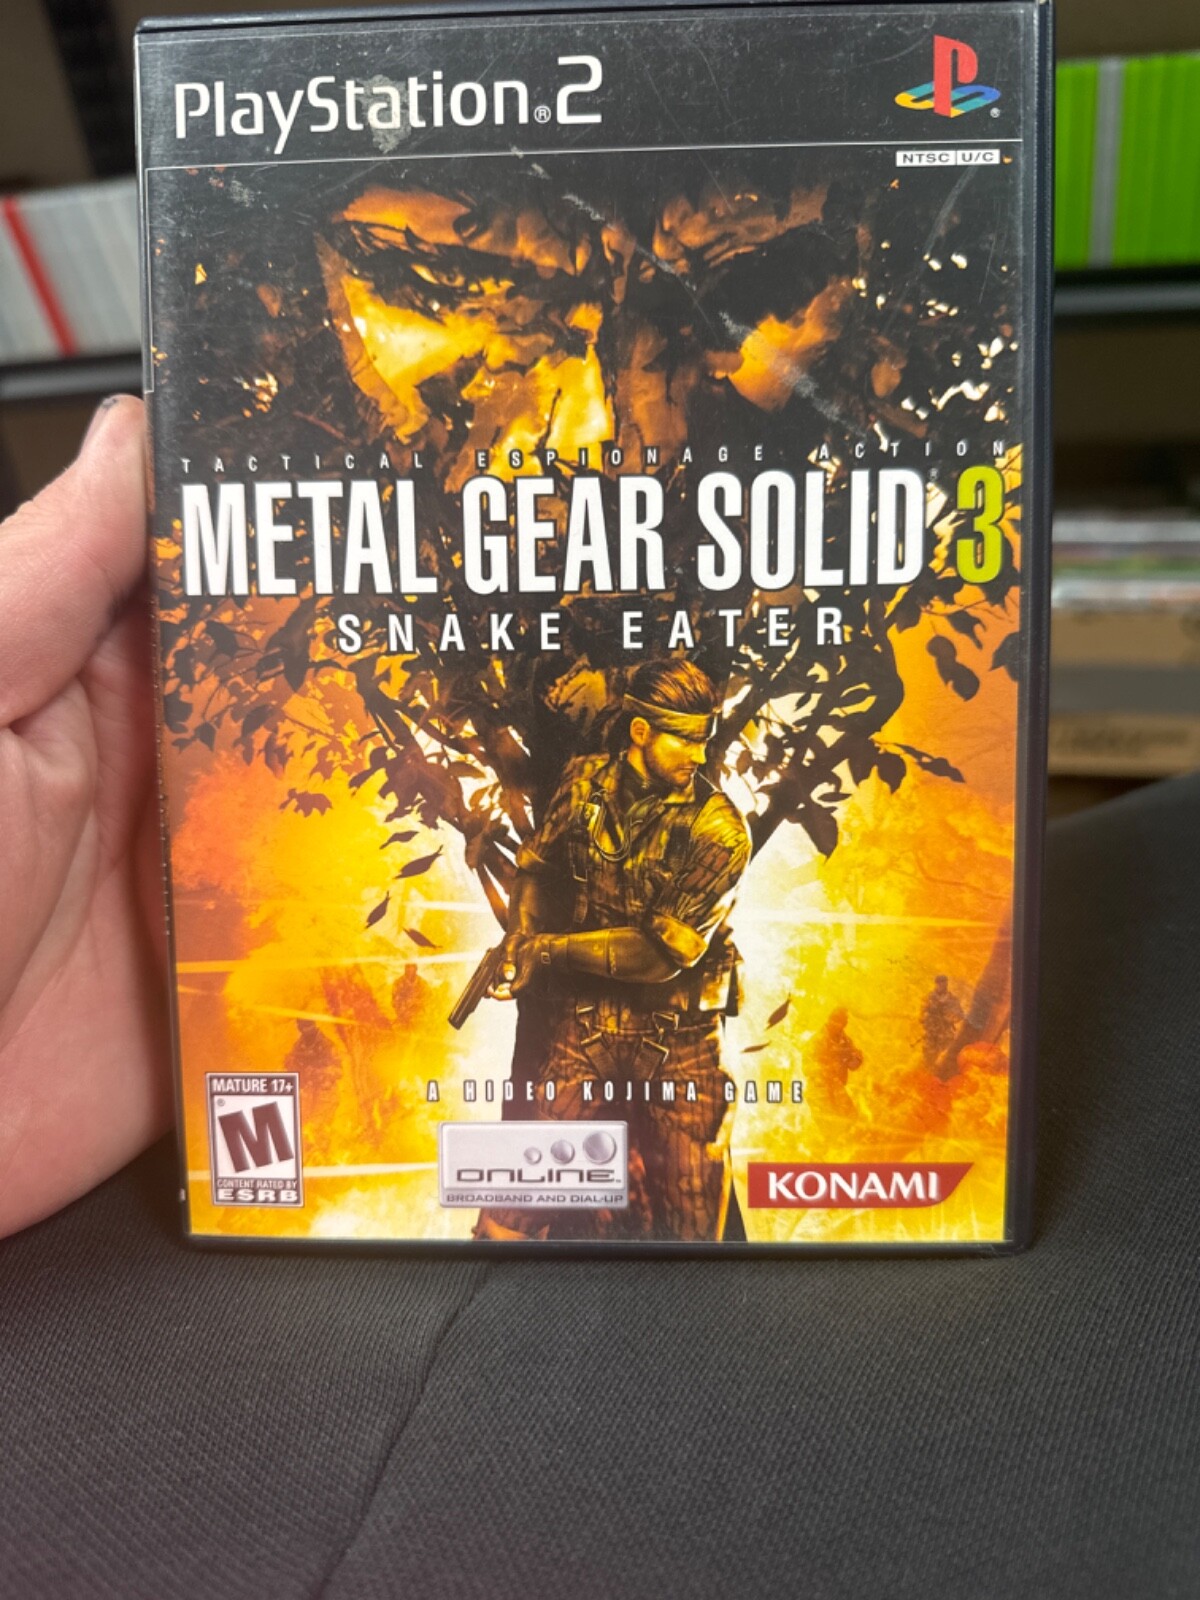 PlayStation®2
NTSC U/C
TACTICAL ESPIONAGE ACTION
METAL GEAR SOLID 3
SNAKE EATER
A HIDEO KOJIMA GAME
MATURE 17+
M
CONTENT RATED BY
ESRB
ONLINE
BROADBAND AND DIAL-UP
KONAMI